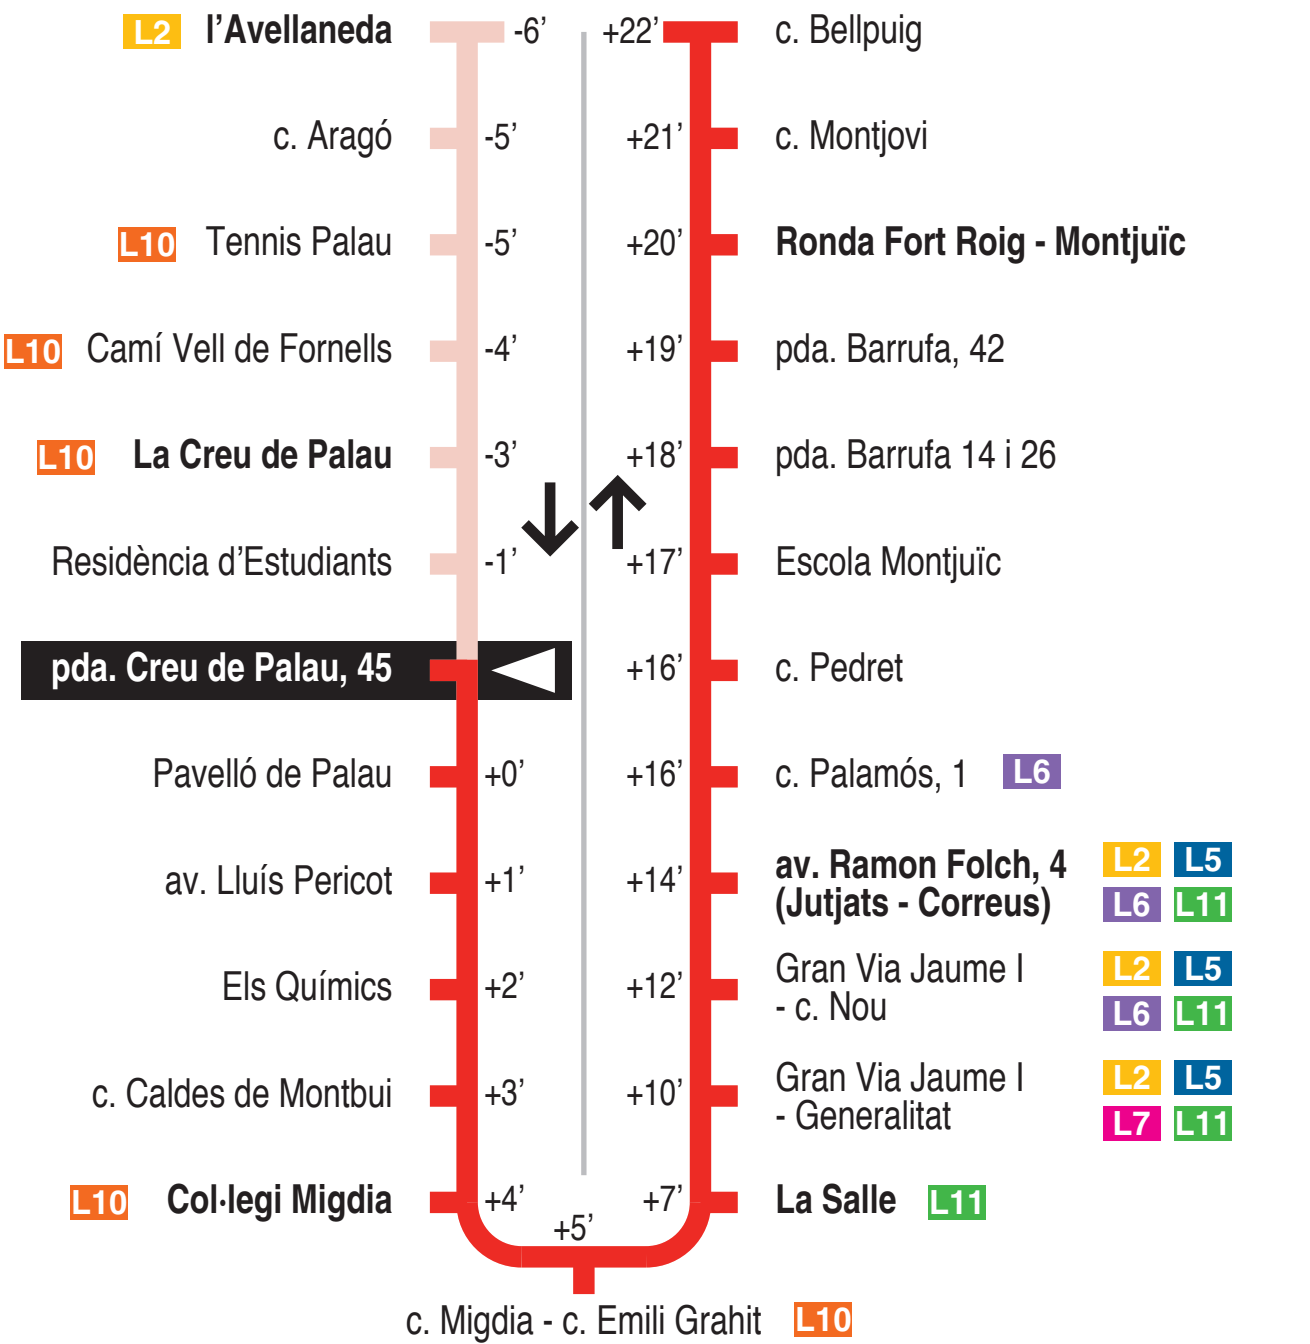 L2 l'Avellaneda -6’
c. Aragó -5’
L10 Tennis Palau -5’
L10 Camí Vell de Fornells -4’
L10 La Creu de Palau -3’
Residència d’Estudiants -1’
pda. Creu de Palau, 45
Pavelló de Palau +0’
av. Lluís Pericot +1’
Els Químics +2’
c. Caldes de Montbui +3’
L10 Col·legi Migdia +4’
+5’
c. Migdia - c. Emili Grahit L10
+22’ c. Bellpuig
+21’ c. Montjovi
+20’ Ronda Fort Roig - Montjuïc
+19’ pda. Barrufa, 42
+18’ pda. Barrufa 14 i 26
+17’ Escola Montjuïc
+16’ c. Pedret
+16’ c. Palamós, 1 L6
+14’ av. Ramon Folch, 4 L2 L5
(Jutjats - Correus) L6 L11
+12’ Gran Via Jaume I L2 L5
- c. Nou L6 L11
+10’ Gran Via Jaume I L2 L5
- Generalitat L7 L11
+7’ La Salle L11